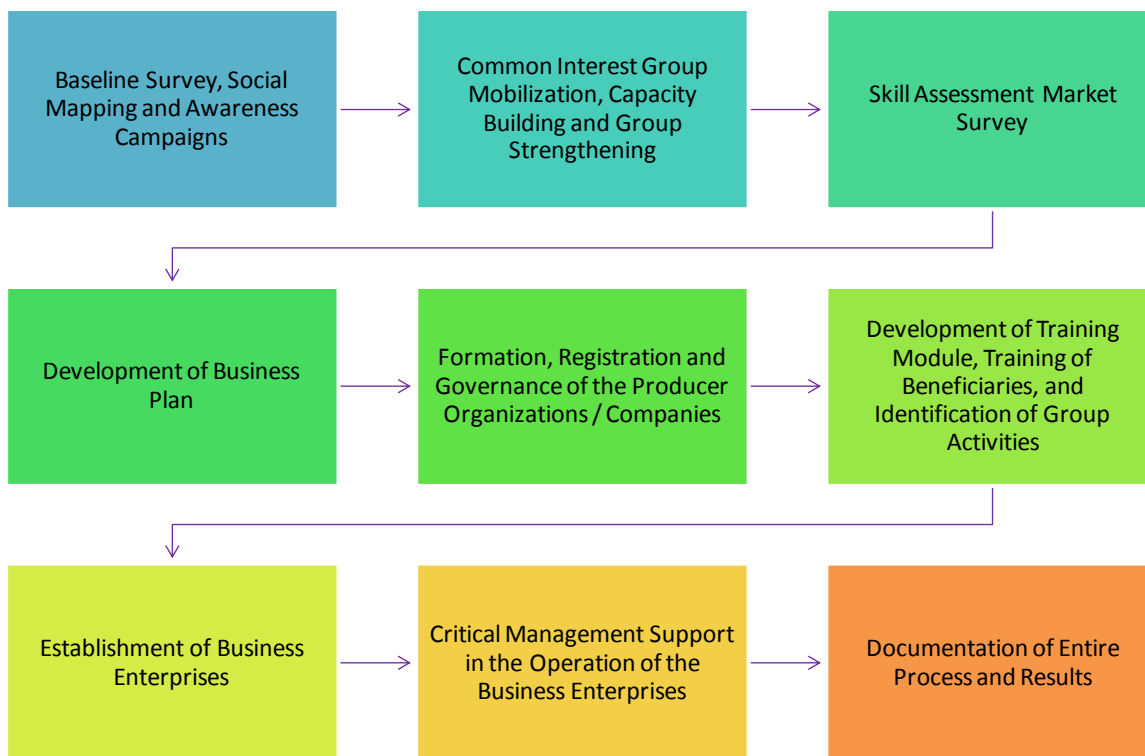 Baseline Survey, Social
Mapping and Awareness
Campaigns
Common Interest Group
Mobilization, Capacity
Building and Group
Strengthening
Skill Assessment Market
Survey
Development of Business
Plan
Formation, Registration and
Governance of the Producer
Organizations / Companies
Development of Training
Module, Training of
Beneficiaries, and
Identification of Group
Activities
Establishment of Business
Enterprises
Critical Management Support
in the Operation of the
Business Enterprises
Documentation of Entire
Process and Results